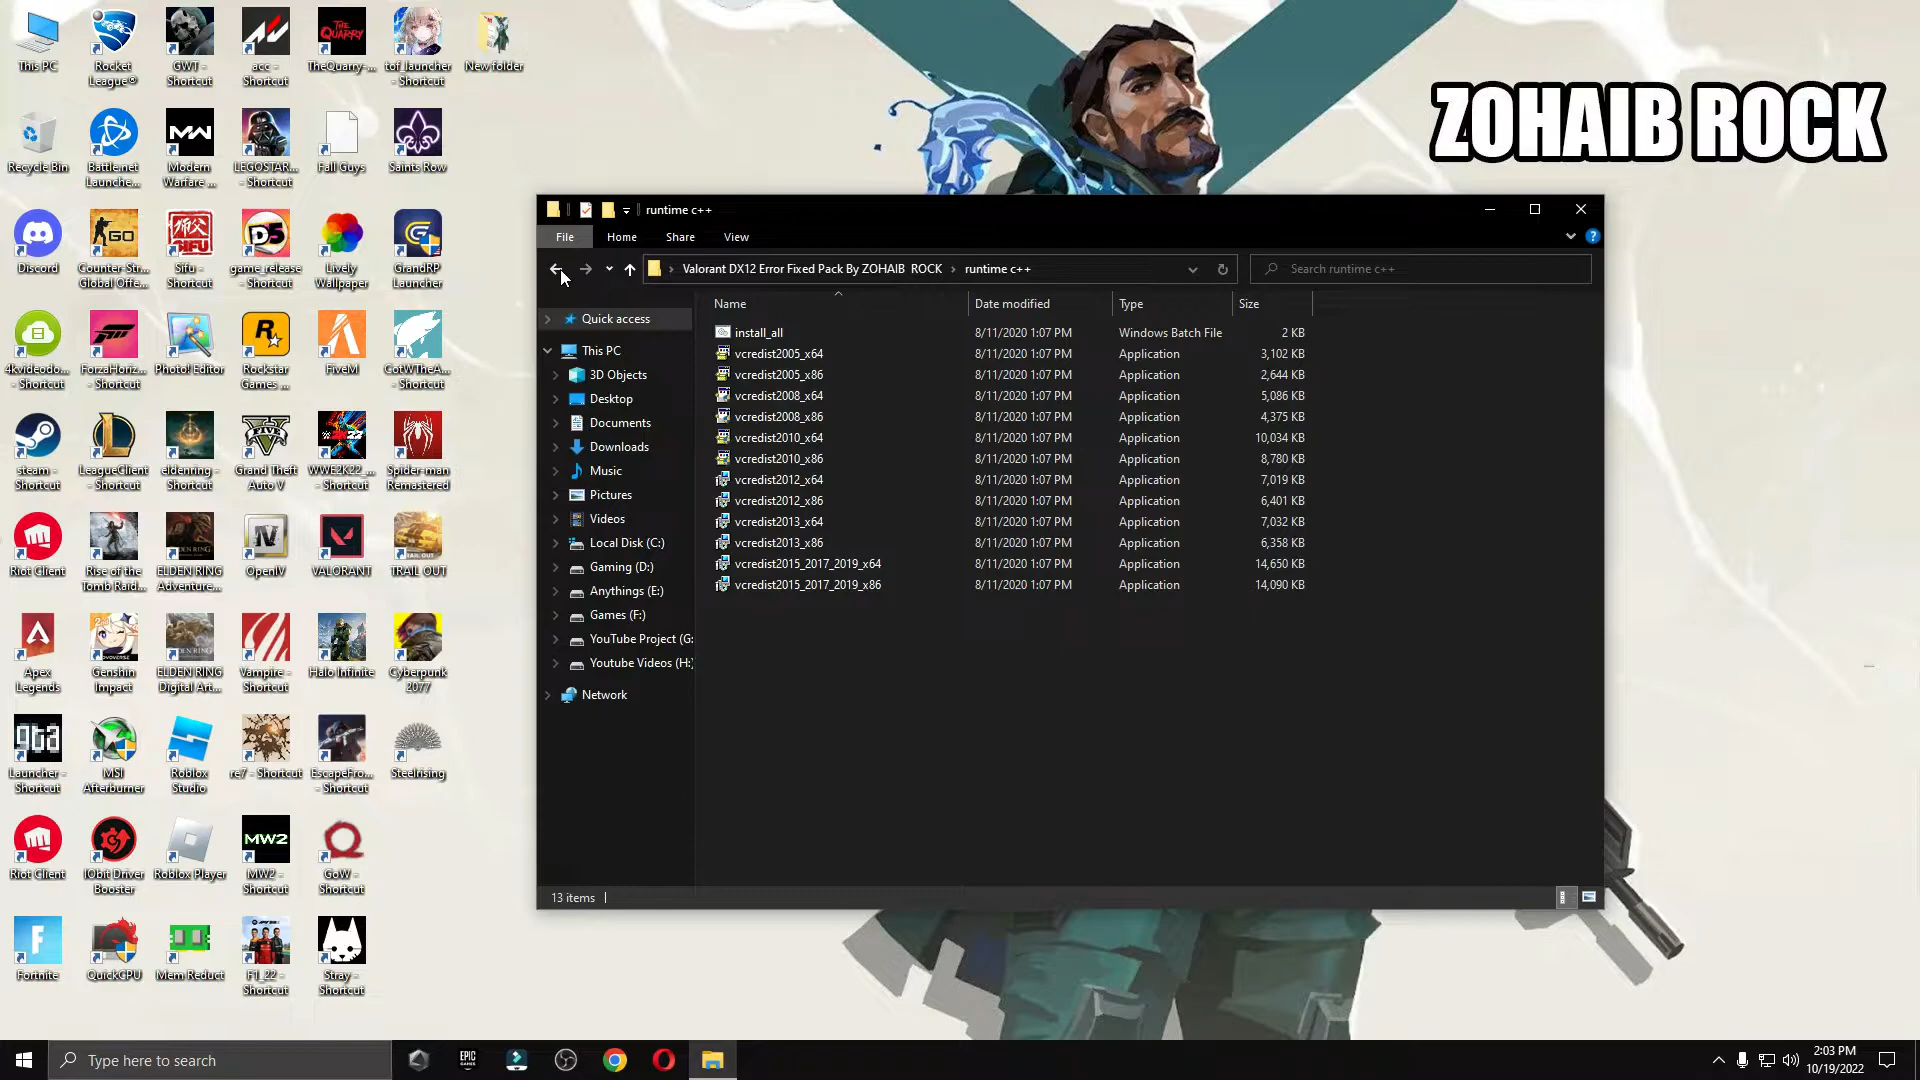 This PC
Rocket League®
GWT - Shortcut
acc - Shortcut
TheQuarry-...
tof_launcher - Shortcut
New folder
THE QUARRY
ZOHAIB ROCK
Recycle Bin
Battle.net Launche...
Modern Warfare ...
LEGOSTAR... - Shortcut
Fall Guys
Saints Row
MW
runtime c++
File
Home
Share
View
Valorant DX12 Error Fixed Pack By ZOHAIB ROCK
runtime c++
Search runtime c++
Discord
Counter-Str... Global Offe...
Sifu - Shortcut
game_release - Shortcut
Lively Wallpaper
GrandRP Launcher
GO
D5
Name
Date modified
Type
Size
Quick access
This PC
3D Objects
Desktop
Documents
Downloads
Music
Pictures
Videos
Local Disk (C:)
Gaming (D:)
Anythings (E:)
Games (F:)
YouTube Project (G:
Youtube Videos (H:)
Network
install_all 8/11/2020 1:07 PM Windows Batch File 2 KB
vcredist2005_x64 8/11/2020 1:07 PM Application 3,102 KB
vcredist2005_x86 8/11/2020 1:07 PM Application 2,644 KB
vcredist2008_x64 8/11/2020 1:07 PM Application 5,086 KB
vcredist2008_x86 8/11/2020 1:07 PM Application 4,375 KB
vcredist2010_x64 8/11/2020 1:07 PM Application 10,034 KB
vcredist2010_x86 8/11/2020 1:07 PM Application 8,780 KB
vcredist2012_x64 8/11/2020 1:07 PM Application 7,019 KB
vcredist2012_x86 8/11/2020 1:07 PM Application 6,401 KB
vcredist2013_x64 8/11/2020 1:07 PM Application 7,032 KB
vcredist2013_x86 8/11/2020 1:07 PM Application 6,358 KB
vcredist2015_2017_2019_x64 8/11/2020 1:07 PM Application 14,650 KB
vcredist2015_2017_2019_x86 8/11/2020 1:07 PM Application 14,090 KB
13 items
4kvideodo... - Shortcut
ForzaHoriz... - Shortcut
Photo! Editor
Rockstar Games ...
FiveM
GotWTheA... - Shortcut
steam - Shortcut
LeagueClient - Shortcut
eldenring - Shortcut
Grand Theft Auto V
WWE2K22_... - Shortcut
Spider-man Remastered
Riot Client
Rise of the Tomb Raid...
ELDEN RING Adventure...
OpenIV
VALORANT
TRAIL OUT
Apex Legends
Genshin Impact
ELDEN RING Digital Art...
Vampire - Shortcut
Halo Infinite
Cyberpunk 2077
gta
Launcher - Shortcut
MSI Afterburner
Roblox Studio
re7 - Shortcut
EscapeFro... - Shortcut
Steelrising
MW2
Riot Client
IObit Driver Booster
Roblox Player
MW2 - Shortcut
GoW - Shortcut
Fortnite
QuickCPU
Mem Reduct
F1_22 - Shortcut
Stray - Shortcut
Type here to search
EPIC GAMES
2:03 PM
10/19/2022